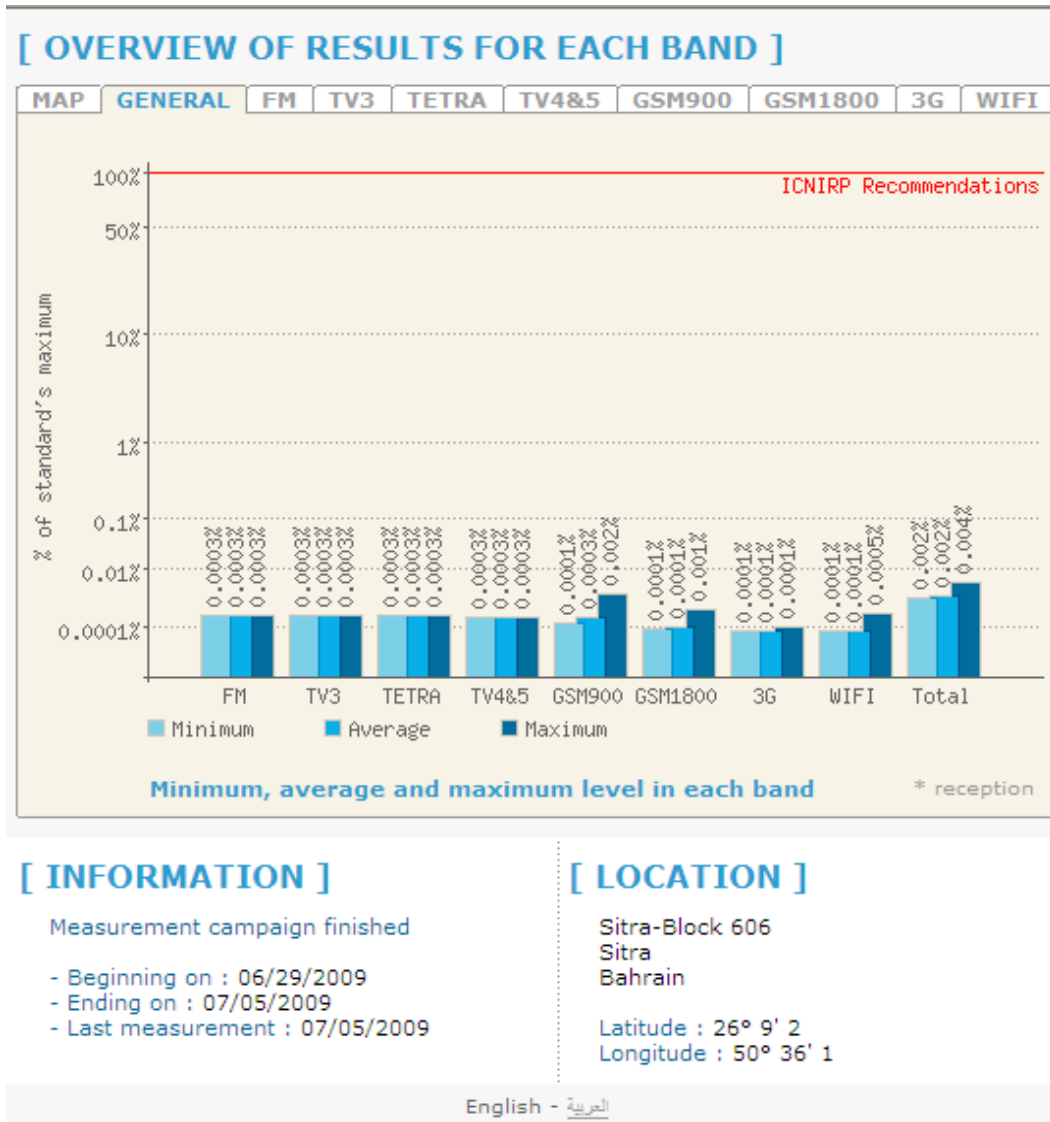 [ OVERVIEW OF RESULTS FOR EACH BAND ]
MAP GENERAL FM TV3 TETRA TV4&5 GSM900 GSM1800 3G WIFI
100%
ICNIRP Recommendations
50%
10%
1%
0.1%
0.01%
0.0001%
% of standard's maximum
0.0003% 0.0003% 0.0003%
0.0003% 0.0003% 0.0003%
0.0003% 0.0003% 0.0003%
0.0003% 0.0003% 0.0003%
0.0001% 0.0003% 0.002%
0.0001% 0.0001% 0.001%
0.0001% 0.0001% 0.0001%
0.0001% 0.0001% 0.0005%
0.002% 0.002% 0.004%
FM TV3 TETRA TV4&5 GSM900 GSM1800 3G WIFI Total
Minimum Average Maximum
Minimum, average and maximum level in each band
* reception
[ INFORMATION ]
Measurement campaign finished
- Beginning on : 06/29/2009
- Ending on : 07/05/2009
- Last measurement : 07/05/2009
[ LOCATION ]
Sitra-Block 606
Sitra
Bahrain
Latitude : 26° 9' 2
Longitude : 50° 36' 1
English - العربية